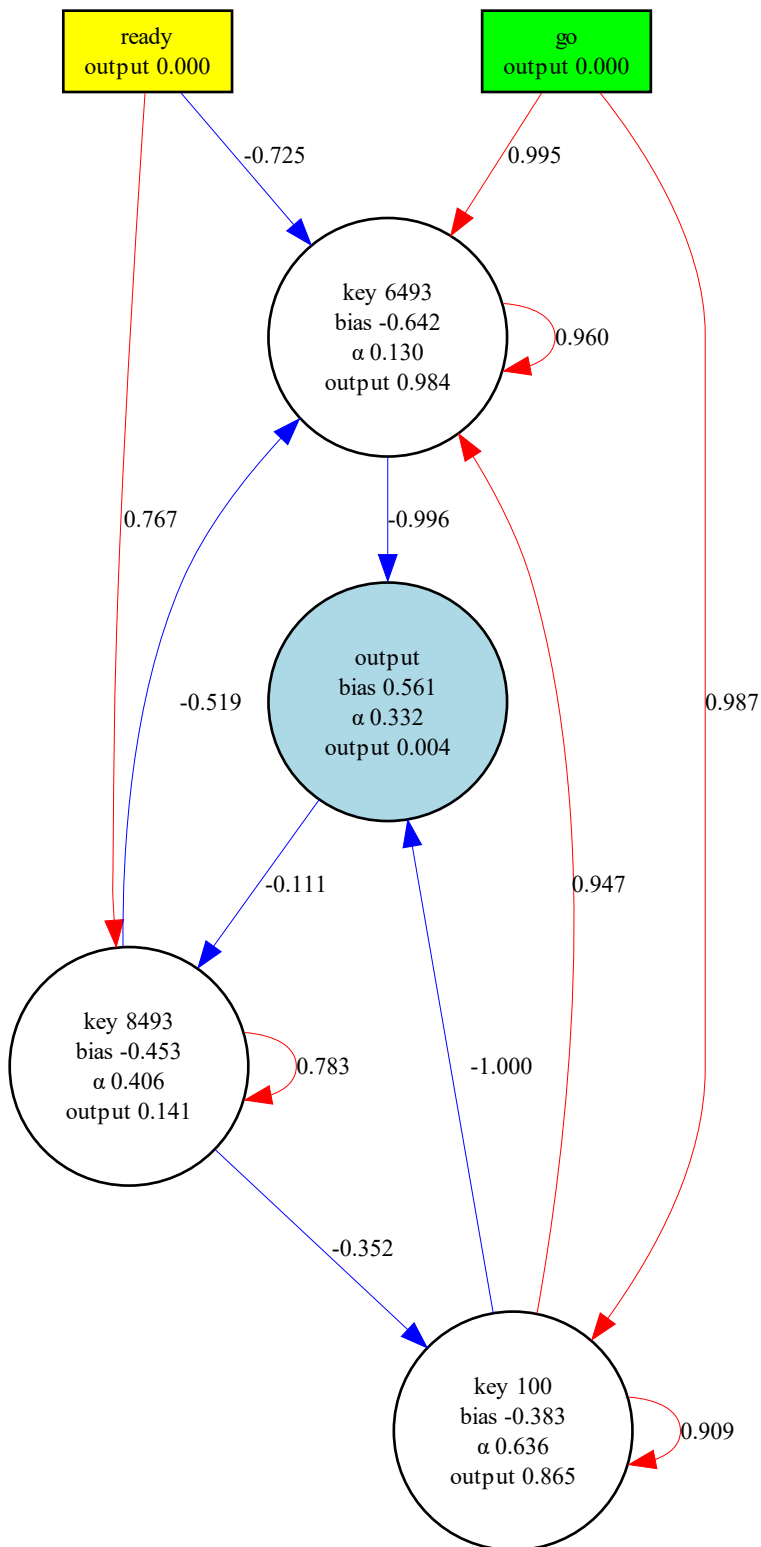 ready
output 0.000
go
output 0.000
-0.725
0.995
key 6493
bias -0.642
α 0.130
output 0.984
0.960
0.767
-0.996
-0.519
output
bias 0.561
α 0.332
output 0.004
0.987
-0.111
0.947
key 8493
bias -0.453
α 0.406
output 0.141
0.783
-1.000
-0.352
key 100
bias -0.383
α 0.636
output 0.865
0.909